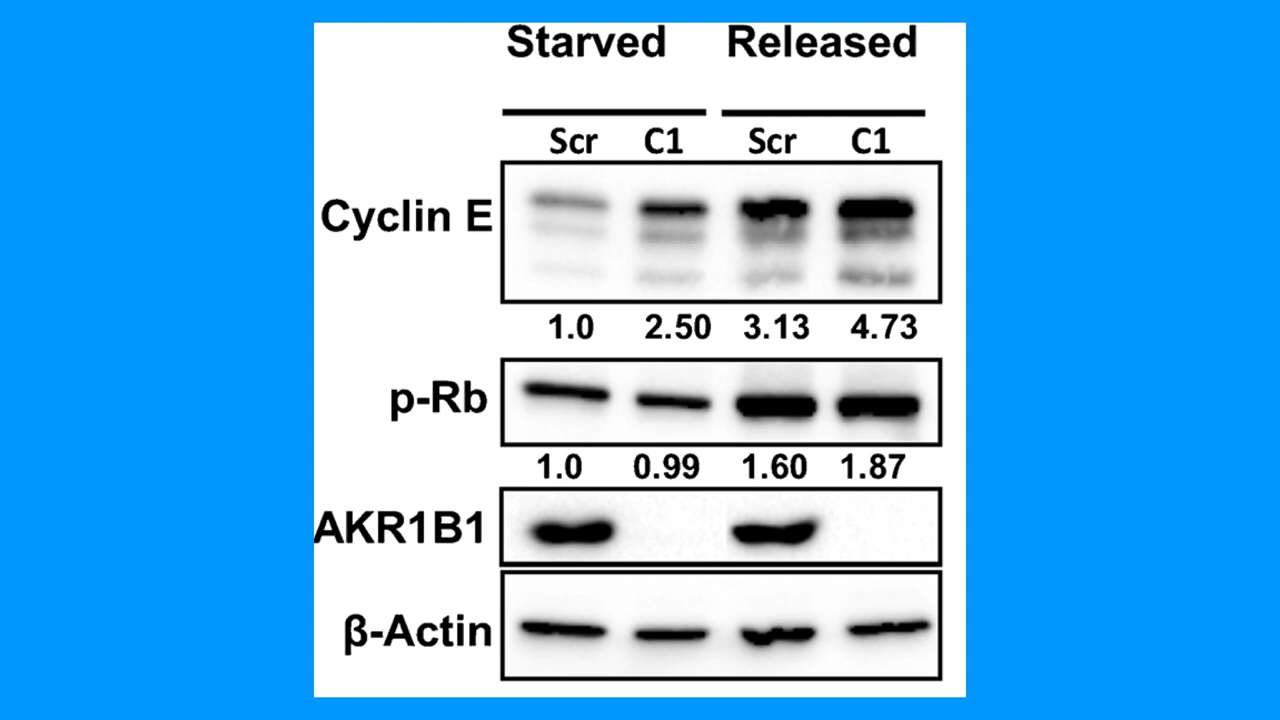 Starved Released
Scr C1 Scr C1
Cyclin E
1.0 2.50 3.13 4.73
p-Rb
1.0 0.99 1.60 1.87
AKR1B1
β-Actin